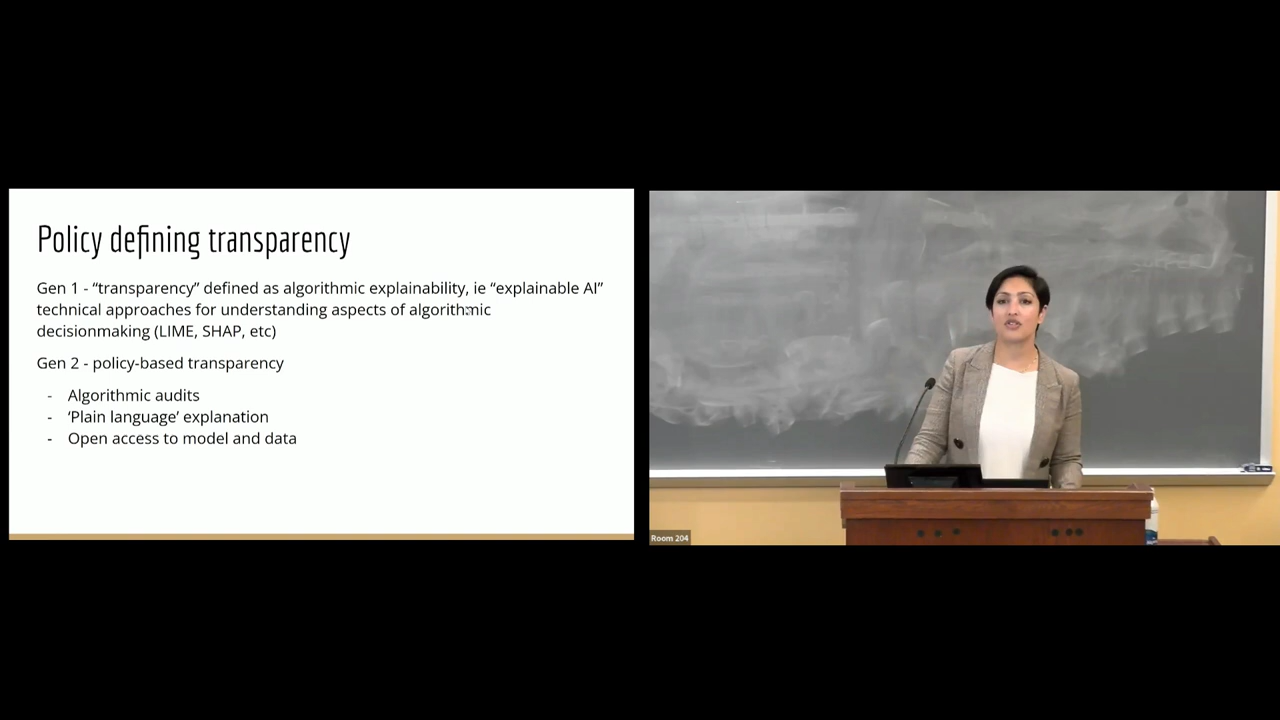 Policy defining transparency
Gen 1 - “transparency” defined as algorithmic explainability, ie “explainable AI”
technical approaches for understanding aspects of algorithmic
decisionmaking (LIME, SHAP, etc)
Gen 2 - policy-based transparency
- Algorithmic audits
- ‘Plain language’ explanation
- Open access to model and data
Room 204